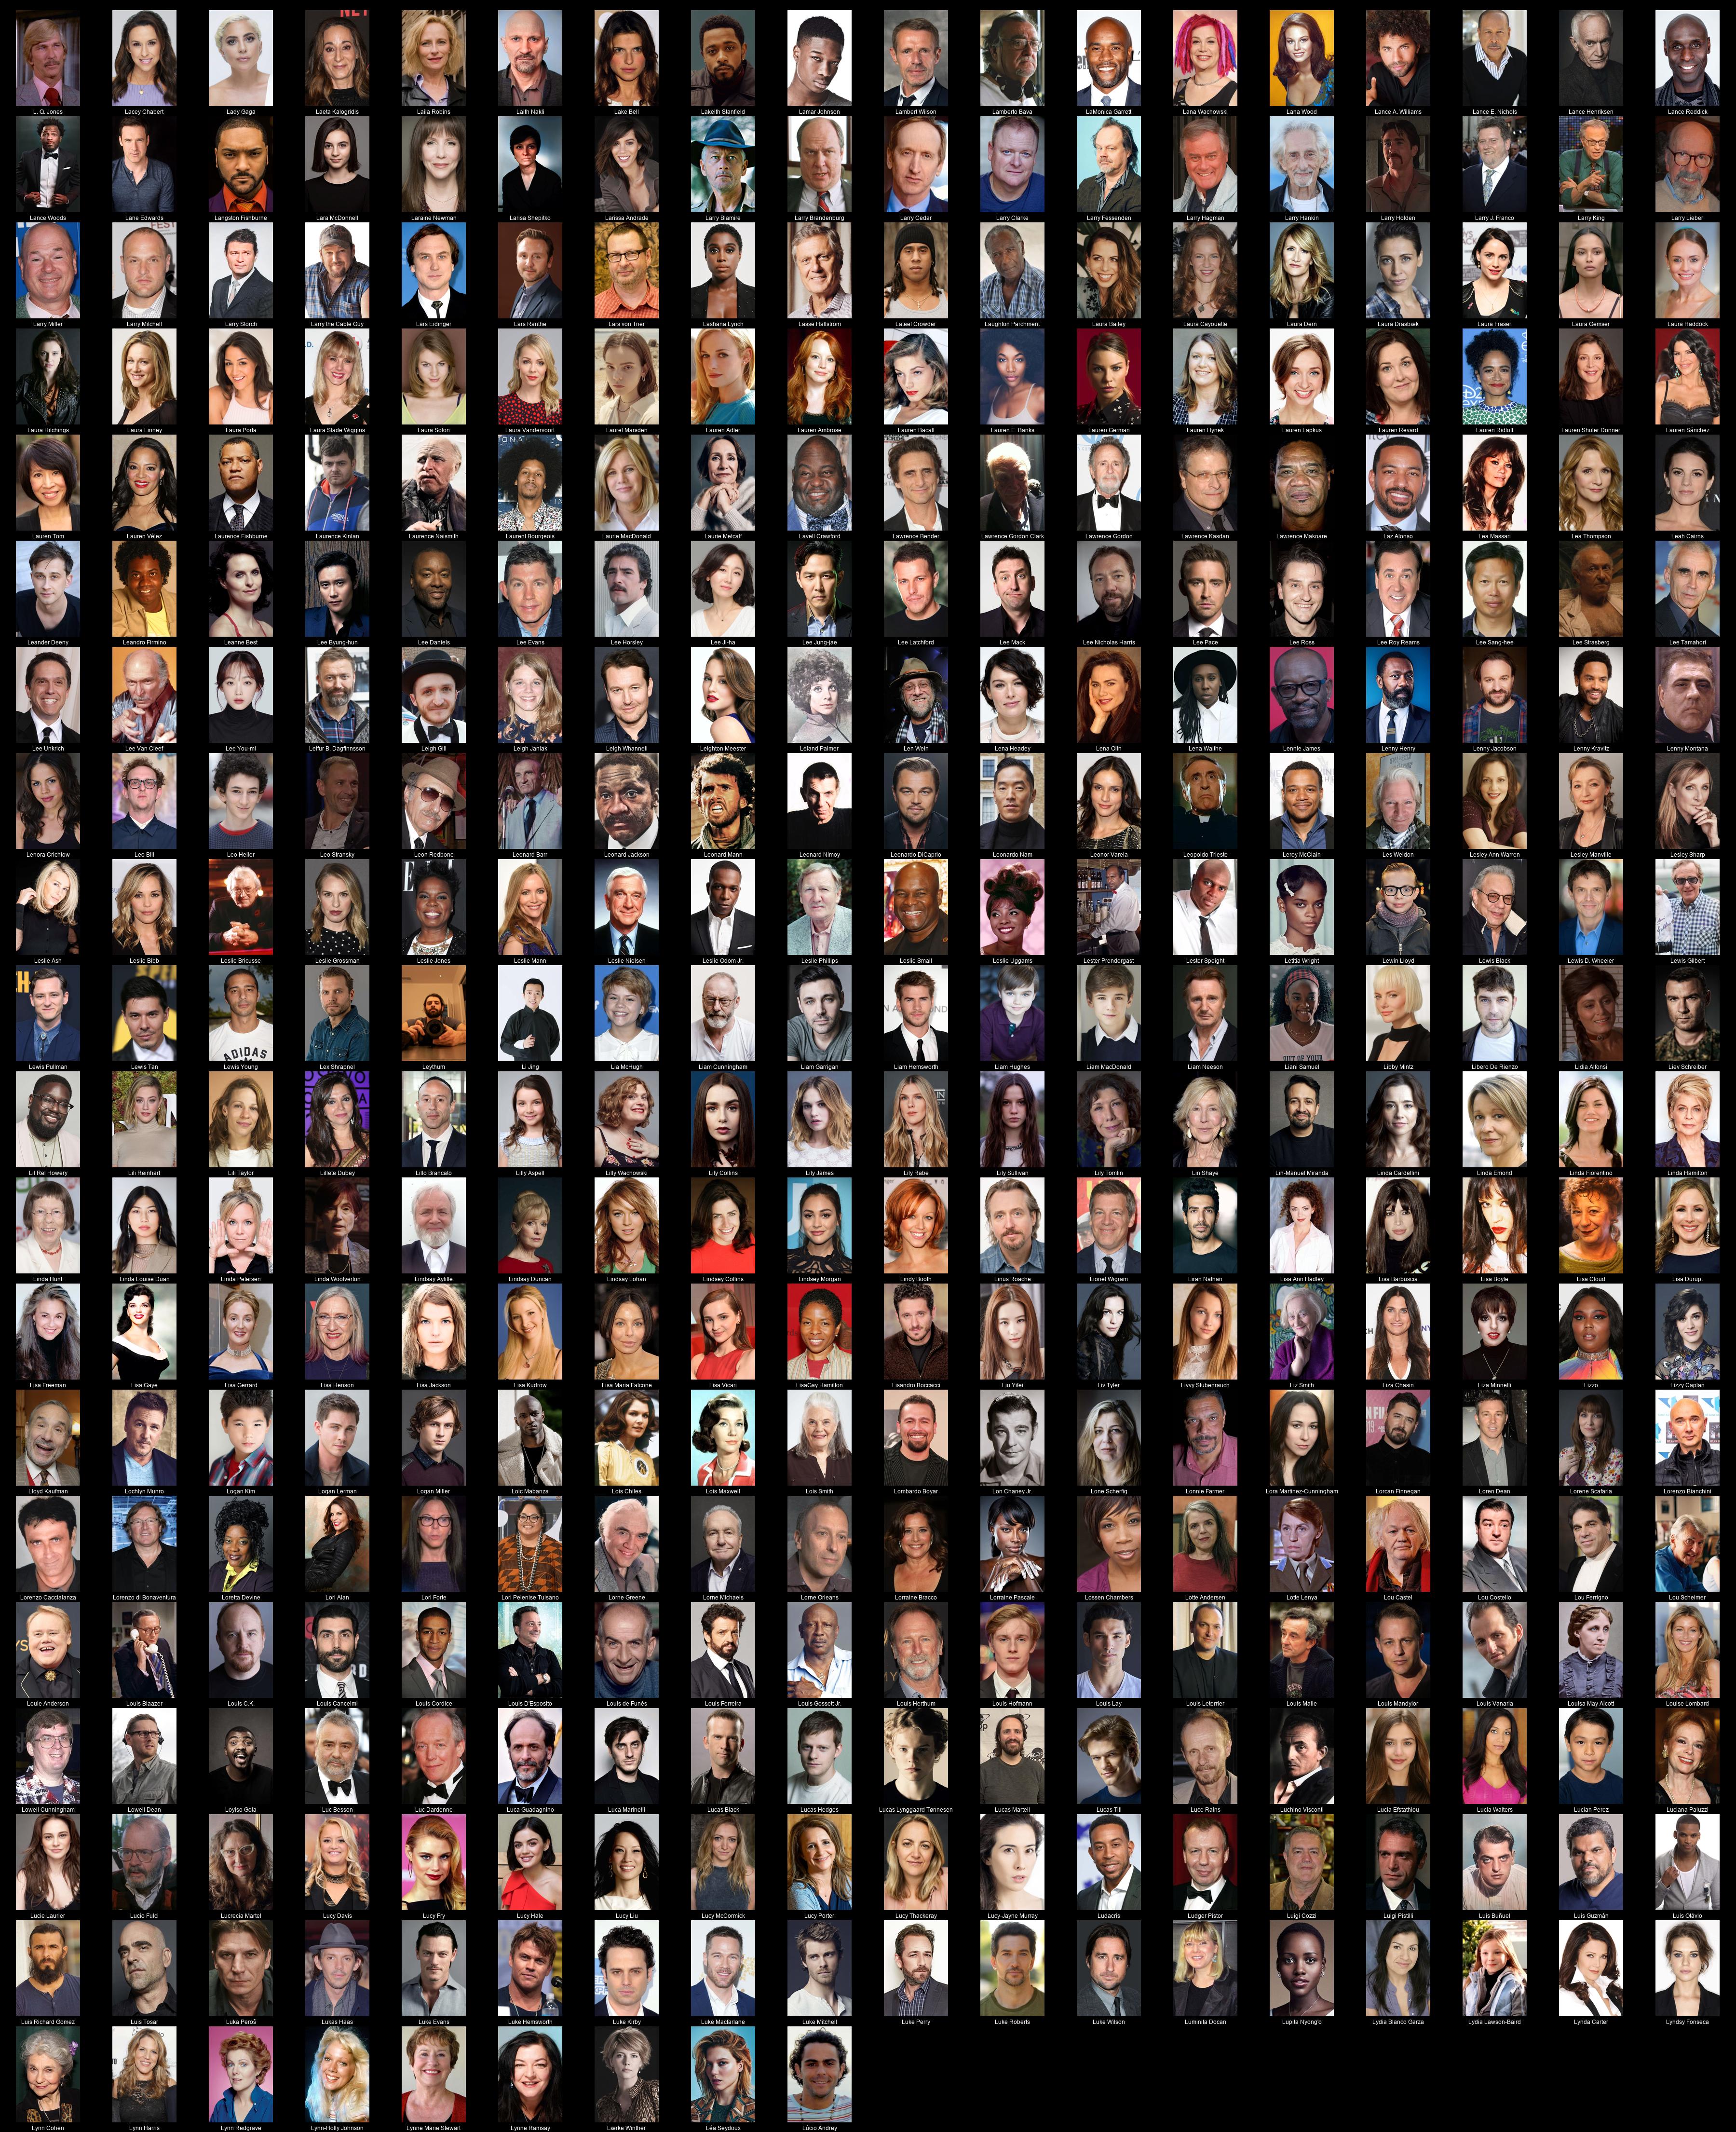 L. Q. Jones Lacey Chabert Lady Gaga Laeta Kalogridis Laila Robins Laith Nakli Lake Bell Lakeith Stanfield Lamar Johnson Lambert Wilson Lamberto Bava LaMonica Garrett Lana Wachowski Lana Wood Lance A. Williams Lance E. Nichols Lance Henriksen Lance Reddick
Lance Woods Lane Edwards Langston Fishburne Lara McDonnell Laraine Newman Larisa Shepitko Larissa Andrade Larry Blamire Larry Brandenburg Larry Cedar Larry Clarke Larry Fessenden Larry Hagman Larry Hankin Larry Holden Larry J. Franco Larry King Larry Lieber
Larry Miller Larry Mitchell Larry Storch Larry the Cable Guy Lars Eidinger Lars Ranthe Lars von Trier Lashana Lynch Lasse Hallström Lateef Crowder Laughton Parchment Laura Bailey Laura Cayouette Laura Dern Laura Drasbæk Laura Fraser Laura Gemser Laura Haddock
Laura Hitchings Laura Linney Laura Porta Laura Slade Wiggins Laura Solon Laura Vandervoort Laurel Marsden Lauren Adler Lauren Ambrose Lauren Bacall Lauren E. Banks Lauren German Lauren Hynek Lauren Lapkus Lauren Revard Lauren Ridloff Lauren Shuler Donner Lauren Sánchez
Lauren Tom Lauren Vélez Laurence Fishburne Laurence Kinlan Laurence Naismith Laurent Bourgeois Laurie MacDonald Laurie Metcalf Lavell Crawford Lawrence Bender Lawrence Gordon Clark Lawrence Gordon Lawrence Kasdan Lawrence Makoare Laz Alonso Lea Massari Lea Thompson Leah Cairns
Leander Deeny Leandro Firmino Leanne Best Lee Byung-hun Lee Daniels Lee Evans Lee Horsley Lee Ji-ha Lee Jung-jae Lee Latchford Lee Mack Lee Nicholas Harris Lee Pace Lee Ross Lee Roy Reams Lee Sang-hee Lee Strasberg Lee Tamahori
Lee Unkrich Lee Van Cleef Lee You-mi Leifur B. Dagfinnsson Leigh Gill Leigh Janiak Leigh Whannell Leighton Meester Leland Palmer Len Wein Lena Headey Lena Olin Lena Waithe Lennie James Lenny Henry Lenny Jacobson Lenny Kravitz Lenny Montana
Lenora Crichlow Leo Bill Leo Heller Leo Stransky Leon Redbone Leonard Barr Leonard Jackson Leonard Mann Leonard Nimoy Leonardo DiCaprio Leonardo Nam Leonor Varela Leopoldo Trieste Leroy McClain Les Weldon Lesley Ann Warren Lesley Manville Lesley Sharp
Leslie Ash Leslie Bibb Leslie Bricusse Leslie Grossman Leslie Jones Leslie Mann Leslie Nielsen Leslie Odom Jr. Leslie Phillips Leslie Small Leslie Uggams Lester Prendergast Lester Speight Letitia Wright Lewin Lloyd Lewis Black Lewis D. Wheeler Lewis Gilbert
Lewis Pullman Lewis Tan Lewis Young Lex Shrapnel Leythum Li Jing Lia McHugh Liam Cunningham Liam Garrigan Liam Hemsworth Liam Hughes Liam MacDonald Liam Neeson Liani Samuel Libby Mintz Libero De Rienzo Lidia Alfonsi Liev Schreiber
Lil Rel Howery Lili Reinhart Lili Taylor Lillete Dubey Lillo Brancato Lilly Aspell Lilly Wachowski Lily Collins Lily James Lily Rabe Lily Sullivan Lily Tomlin Lin Shaye Lin-Manuel Miranda Linda Cardellini Linda Emond Linda Fiorentino Linda Hamilton
Linda Hunt Linda Louise Duan Linda Petersen Linda Woolverton Lindsay Ayliffe Lindsay Duncan Lindsay Lohan Lindsey Collins Lindsey Morgan Lindy Booth Linus Roache Lionel Wigram Liran Nathan Lisa Ann Hadley Lisa Barbuscia Lisa Boyle Lisa Cloud Lisa Durupt
Lisa Freeman Lisa Gaye Lisa Gerrard Lisa Henson Lisa Jackson Lisa Kudrow Lisa Maria Falcone Lisa Vicari LisaGay Hamilton Lisandro Boccacci Liu Yifei Liv Tyler Livvy Stubenrauch Liz Smith Liza Chasin Liza Minnelli Lizzo Lizzy Caplan
Lloyd Kaufman Lochlyn Munro Logan Kim Logan Lerman Logan Miller Loïc Mabanza Lois Chiles Lois Maxwell Lois Smith Lombardo Boyar Lon Chaney Jr. Lone Scherfig Lonnie Farmer Lora Martinez-Cunningham Lorcan Finnegan Loren Dean Lorene Scafaria Lorenzo Bianchini
Lorenzo Caccialanza Lorenzo di Bonaventura Loretta Devine Lori Alan Lori Forte Lori Pelenise Tuisano Lorne Greene Lorne Michaels Lorne Orleans Lorraine Bracco Lorraine Pascale Lossen Chambers Lotte Andersen Lotte Lenya Lou Castel Lou Costello Lou Ferrigno Lou Scheimer
Louie Anderson Louis Blaazer Louis C.K. Louis Cancelmi Louis Cordice Louis D'Esposito Louis de Funès Louis Ferreira Louis Gossett Jr. Louis Herthum Louis Hofmann Louis Lay Louis Leterrier Louis Malle Louis Mandylor Louis Vanaria Louisa May Alcott Louise Lombard
Lowell Cunningham Lowell Dean Loyiso Gola Luc Besson Luc Dardenne Luca Guadagnino Luca Marinelli Lucas Black Lucas Hedges Lucas Lynggaard Tønnesen Lucas Martell Lucas Till Luce Rains Luchino Visconti Lucia Efstathiou Lucia Walters Lucian Perez Luciana Paluzzi
Lucie Laurier Lucio Fulci Lucrecia Martel Lucy Davis Lucy Fry Lucy Hale Lucy Liu Lucy McCormick Lucy Porter Lucy Thackeray Lucy-Jayne Murray Ludacris Ludger Pistor Luigi Cozzi Luigi Pistilli Luis Buñuel Luis Guzmán Luis Otávio
Luis Richard Gomez Luis Tosar Luka Peroš Lukas Haas Luke Evans Luke Hemsworth Luke Kirby Luke Macfarlane Luke Mitchell Luke Perry Luke Roberts Luke Wilson Luminita Docan Lupita Nyong'o Lydia Blanco Garza Lydia Lawson-Baird Lynda Carter Lyndsy Fonseca
Lynn Cohen Lynn Harris Lynn Redgrave Lynn-Holly Johnson Lynne Marie Stewart Lynne Ramsay Lærke Winther Léa Seydoux Lúcio Andrey